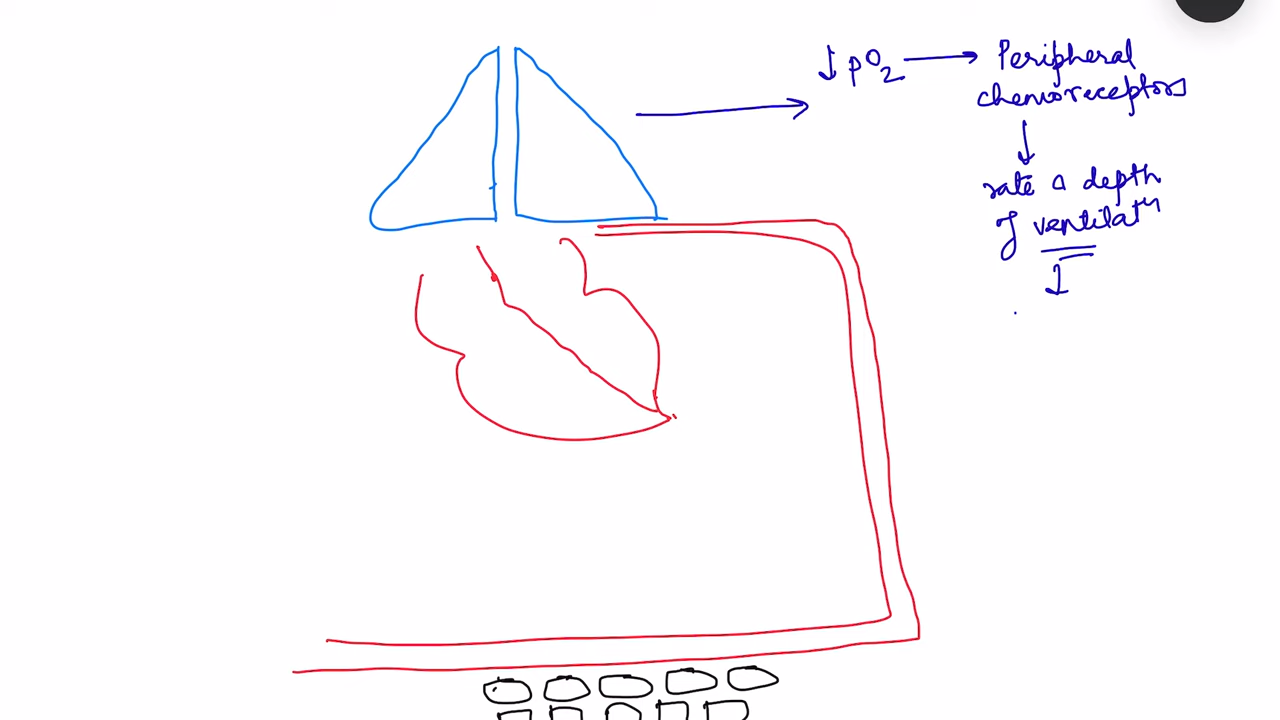 ↓ pO₂ → Peripheral
chemoreceptors
↓
rate & depth
of ventilatⁿ
↓